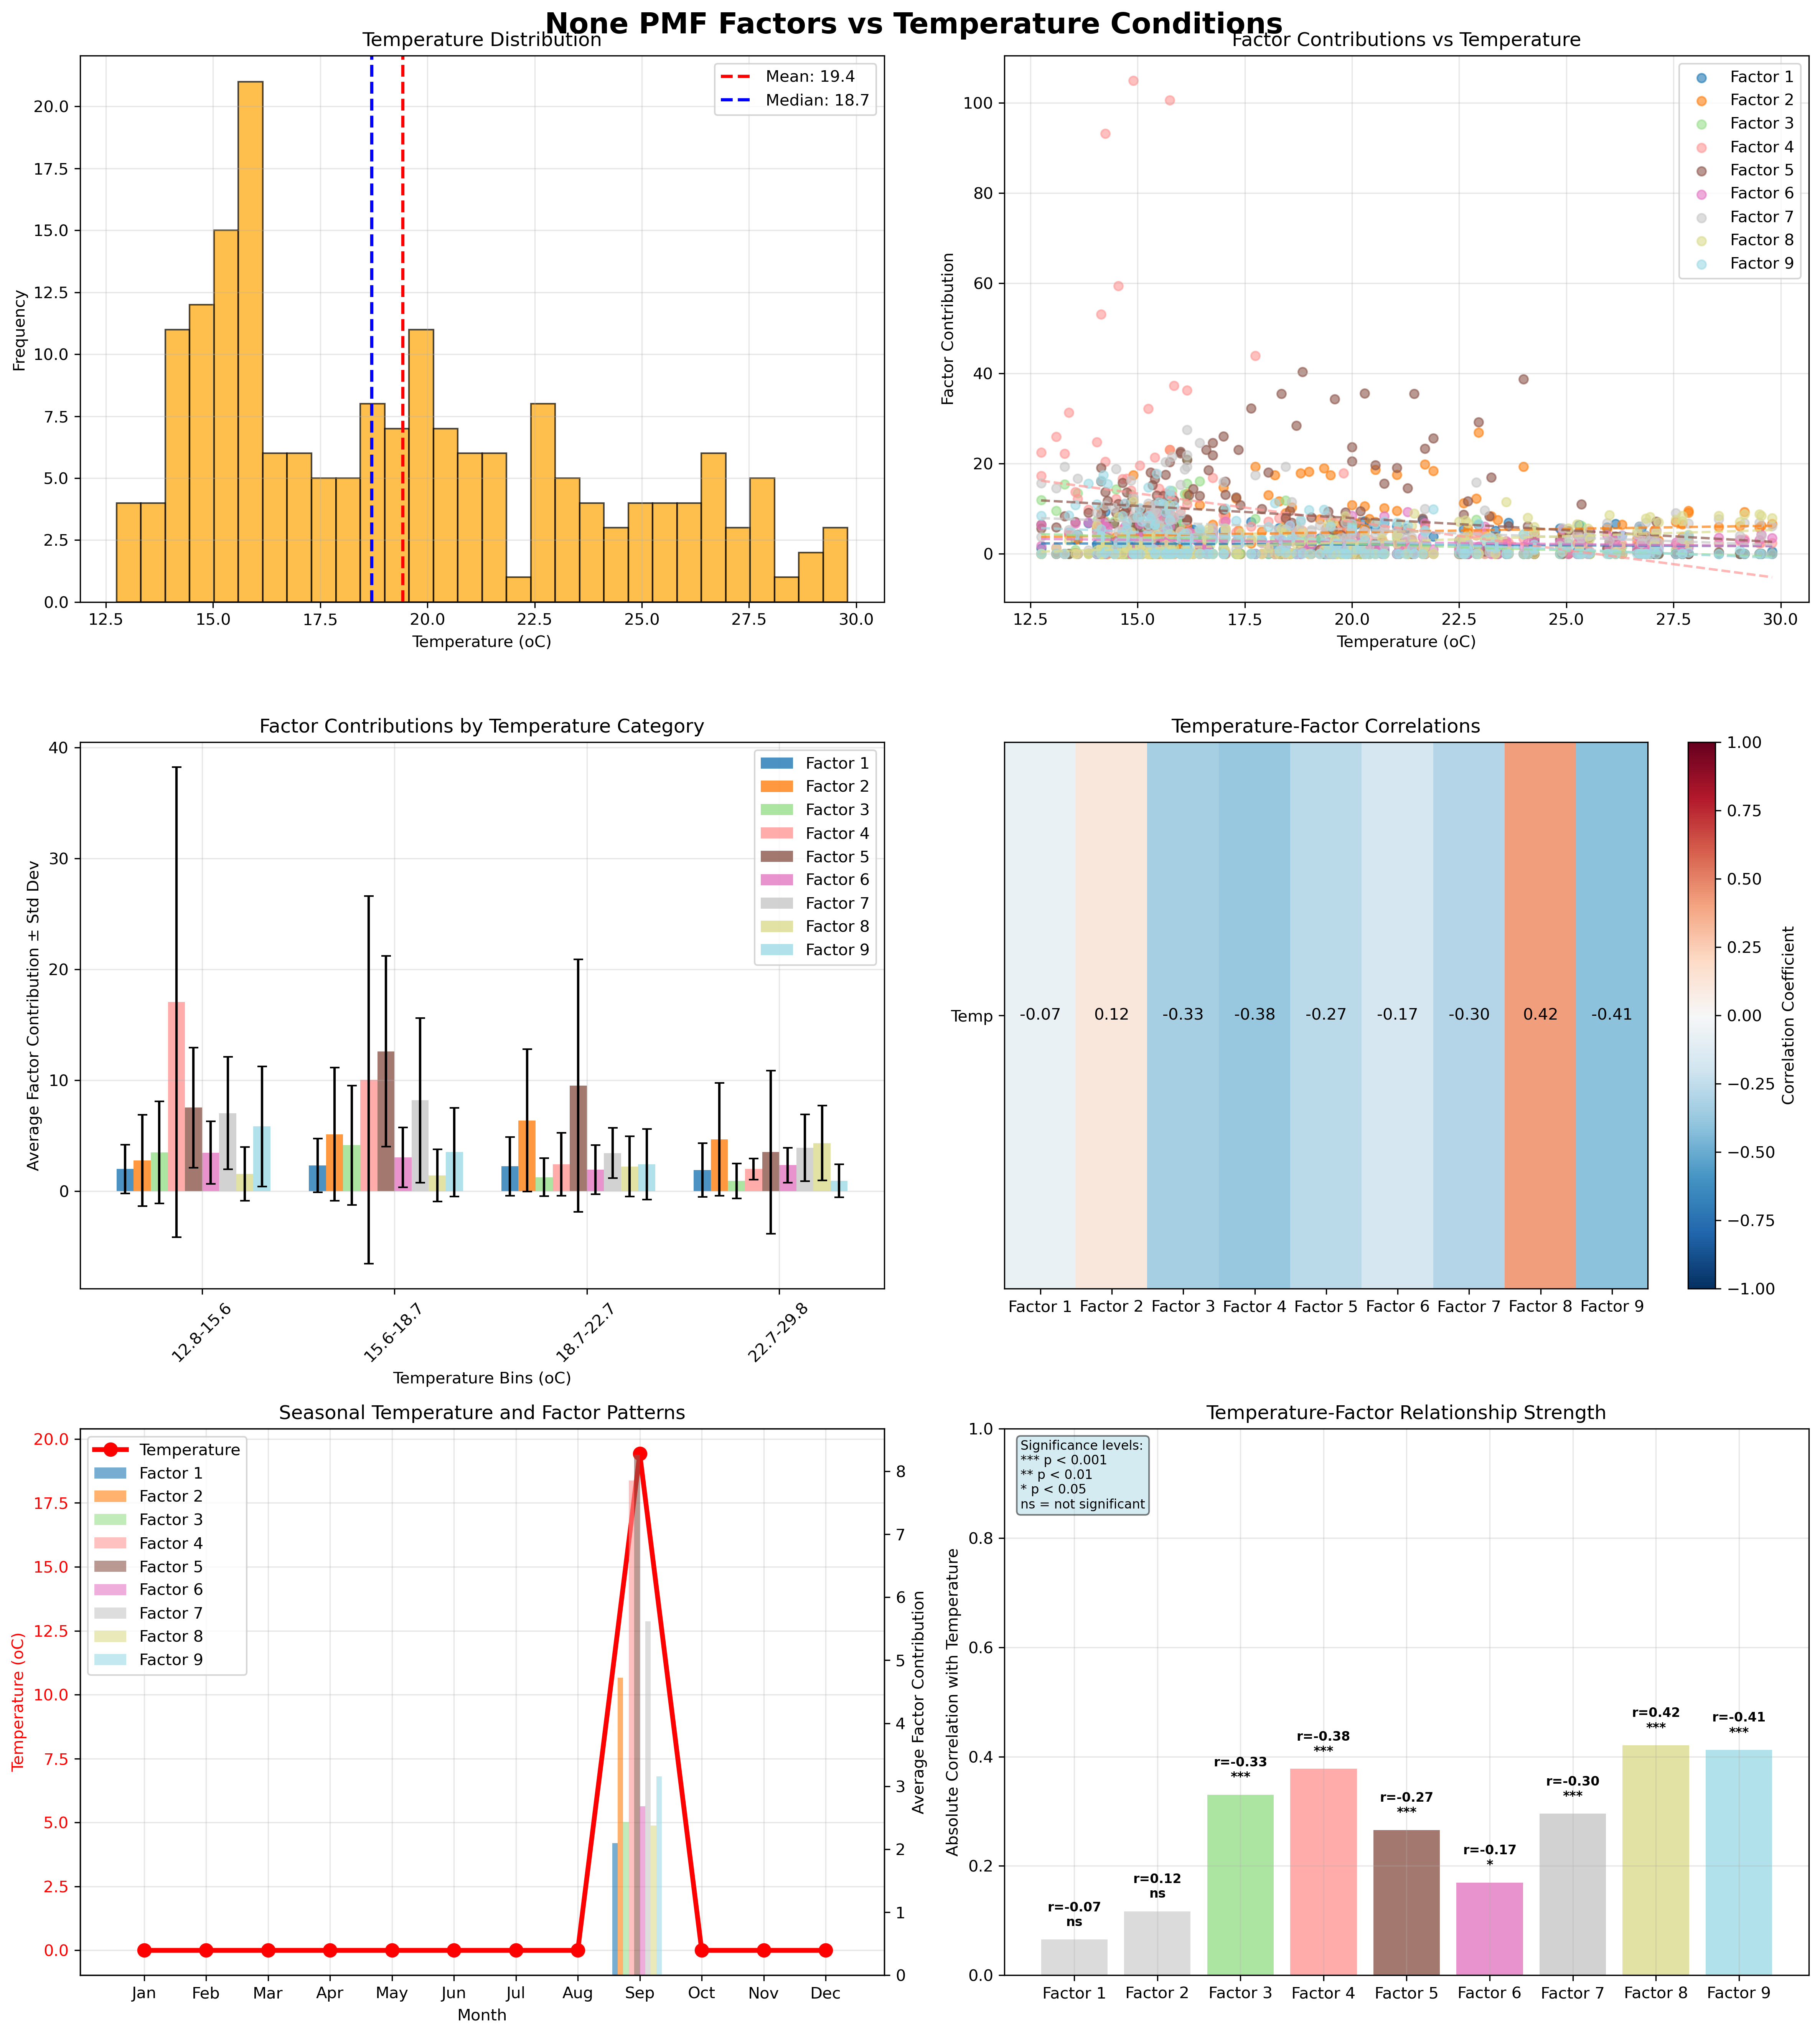 None PMF Factors vs Temperature Conditions
Temperature Distribution
Mean: 19.4
Median: 18.7
20.0
17.5
15.0
12.5
10.0
7.5
5.0
2.5
0.0
Frequency
12.5 15.0 17.5 20.0 22.5 25.0 27.5 30.0
Temperature (oC)
Factor Contributions vs Temperature
Factor 1
Factor 2
Factor 3
Factor 4
Factor 5
Factor 6
Factor 7
Factor 8
Factor 9
100
80
60
40
20
0
Factor Contribution
12.5 15.0 17.5 20.0 22.5 25.0 27.5 30.0
Temperature (oC)
Factor Contributions by Temperature Category
Factor 1
Factor 2
Factor 3
Factor 4
Factor 5
Factor 6
Factor 7
Factor 8
Factor 9
40
30
20
10
0
Average Factor Contribution ± Std Dev
12.8-15.6 15.6-18.7 18.7-22.7 22.7-29.8
Temperature Bins (oC)
Temperature-Factor Correlations
Temp
-0.07 0.12 -0.33 -0.38 -0.27 -0.17 -0.30 0.42 -0.41
Factor 1 Factor 2 Factor 3 Factor 4 Factor 5 Factor 6 Factor 7 Factor 8 Factor 9
1.00
0.75
0.50
0.25
0.00
−0.25
−0.50
−0.75
−1.00
Correlation Coefficient
Seasonal Temperature and Factor Patterns
Temperature
Factor 1
Factor 2
Factor 3
Factor 4
Factor 5
Factor 6
Factor 7
Factor 8
Factor 9
20.0
17.5
15.0
12.5
10.0
7.5
5.0
2.5
0.0
Temperature (oC)
8
7
6
5
4
3
2
1
0
Average Factor Contribution
Jan Feb Mar Apr May Jun Jul Aug Sep Oct Nov Dec
Month
Temperature-Factor Relationship Strength
Significance levels:
*** p < 0.001
** p < 0.01
* p < 0.05
ns = not significant
1.0
0.8
0.6
0.4
0.2
0.0
Absolute Correlation with Temperature
r=-0.07
ns
r=0.12
ns
r=-0.33
***
r=-0.38
***
r=-0.27
***
r=-0.17
*
r=-0.30
***
r=0.42
***
r=-0.41
***
Factor 1 Factor 2 Factor 3 Factor 4 Factor 5 Factor 6 Factor 7 Factor 8 Factor 9